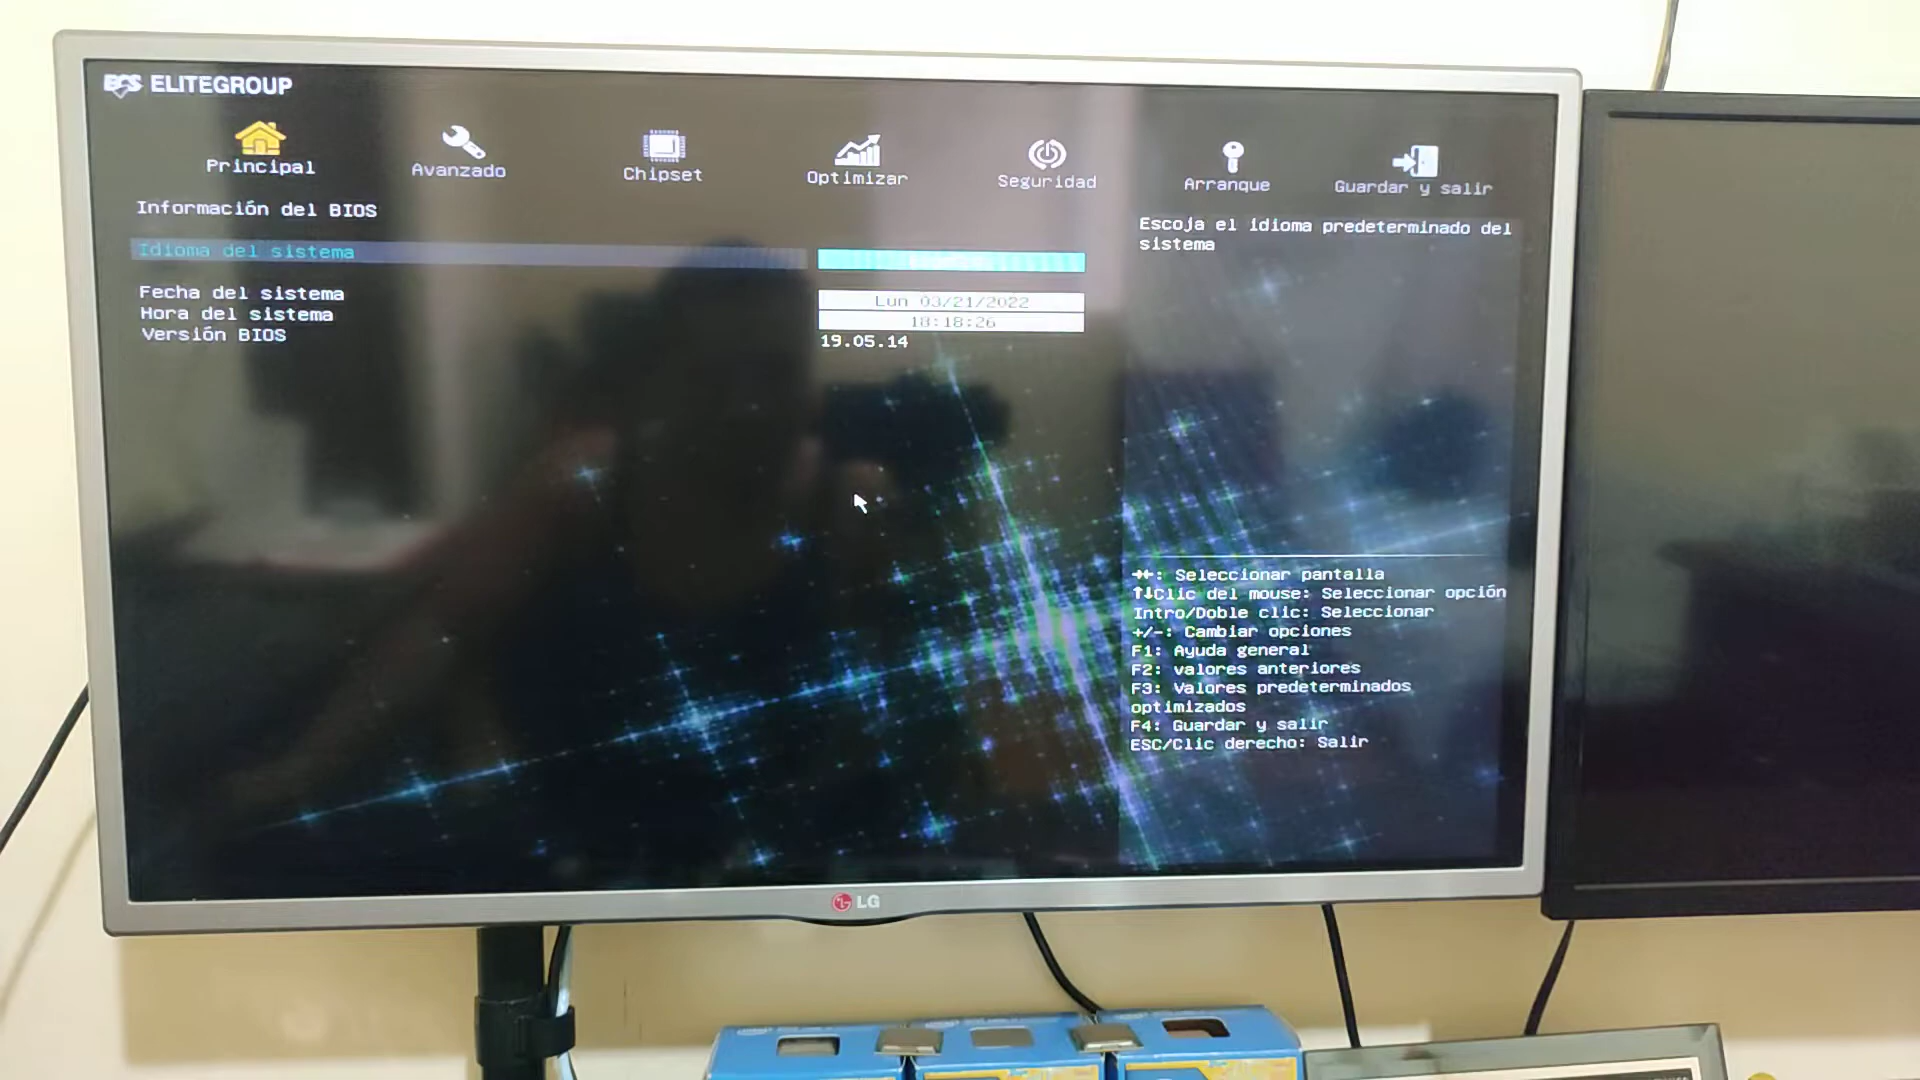 ECS ELITEGROUP
Principal
Avanzado
Chipset
Optimizar
Seguridad
Arranque
Guardar y salir
Información del BIOS
Idioma del sistema
Fecha del sistema
Lun 03/21/2022
Hora del sistema
18:18:26
Versión BIOS
19.05.14
Escoja el idioma predeterminado del
sistema
→←: Seleccionar pantalla
↑↓Clic del mouse: Seleccionar opción
Intro/Doble clic: Seleccionar
+/-: Cambiar opciones
F1: Ayuda general
F2: valores anteriores
F3: Valores predeterminados
optimizados
F4: Guardar y salir
ESC/Clic derecho: Salir
LG